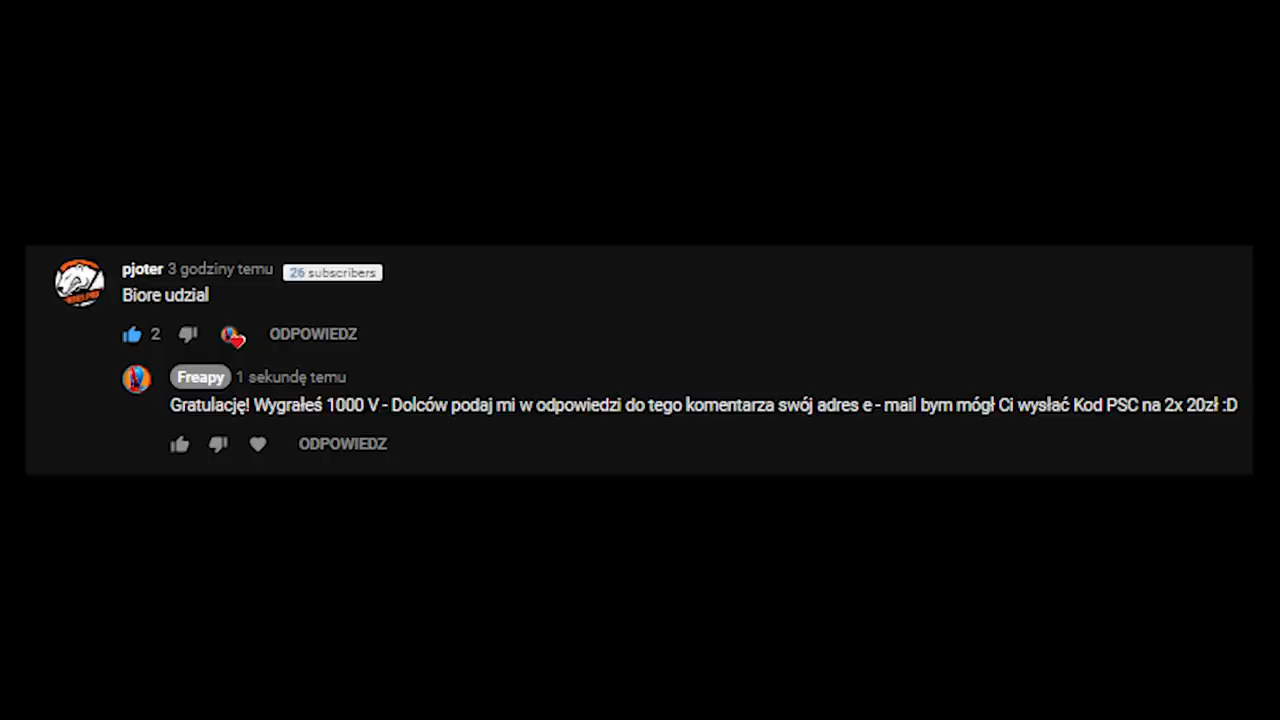 pjoter 3 godziny temu 26 subscribers
Biore udzial
2 ODPOWIEDZ
Freapy 1 sekundę temu
Gratulację! Wygrałeś 1000 V - Dolców podaj mi w odpowiedzi do tego komentarza swój adres e - mail bym mógł Ci wysłać Kod PSC na 2x 20zł :D
ODPOWIEDZ